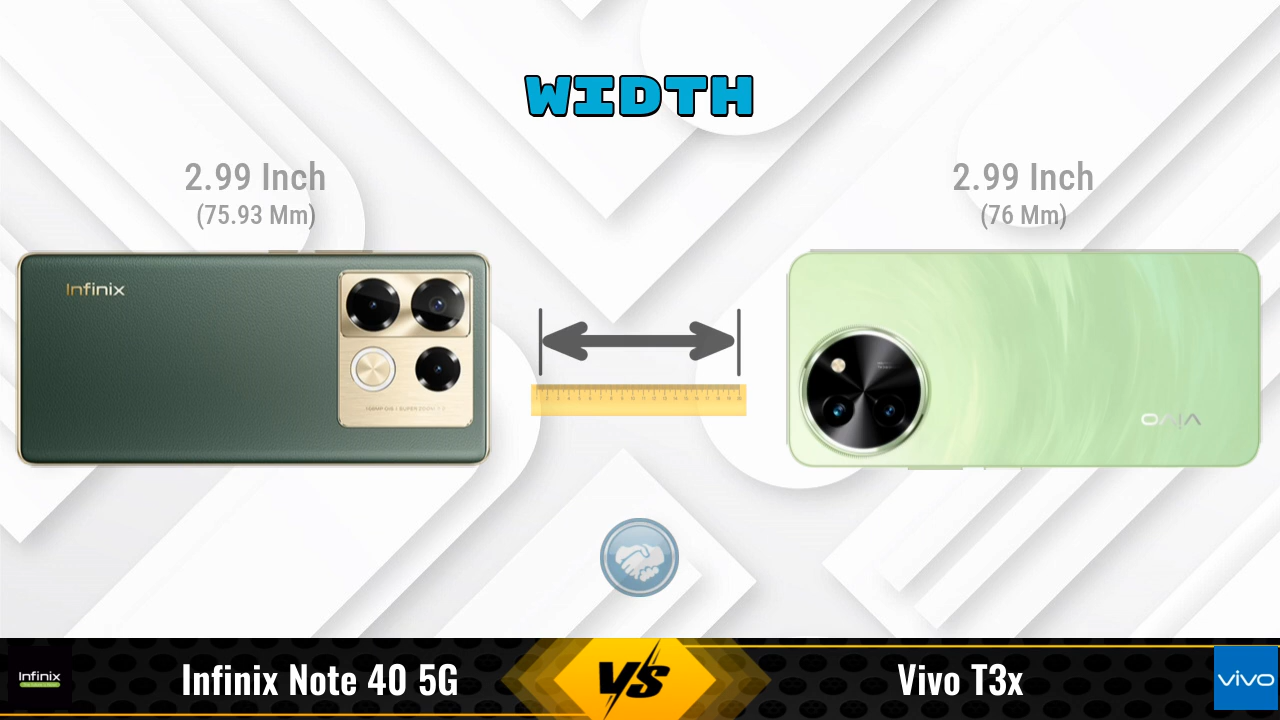 WIDTH
2.99 Inch
(75.93 Mm)
2.99 Inch
(76 Mm)
Infinix
vivo
Infinix
Infinix Note 40 5G
VS
Vivo T3x
vivo